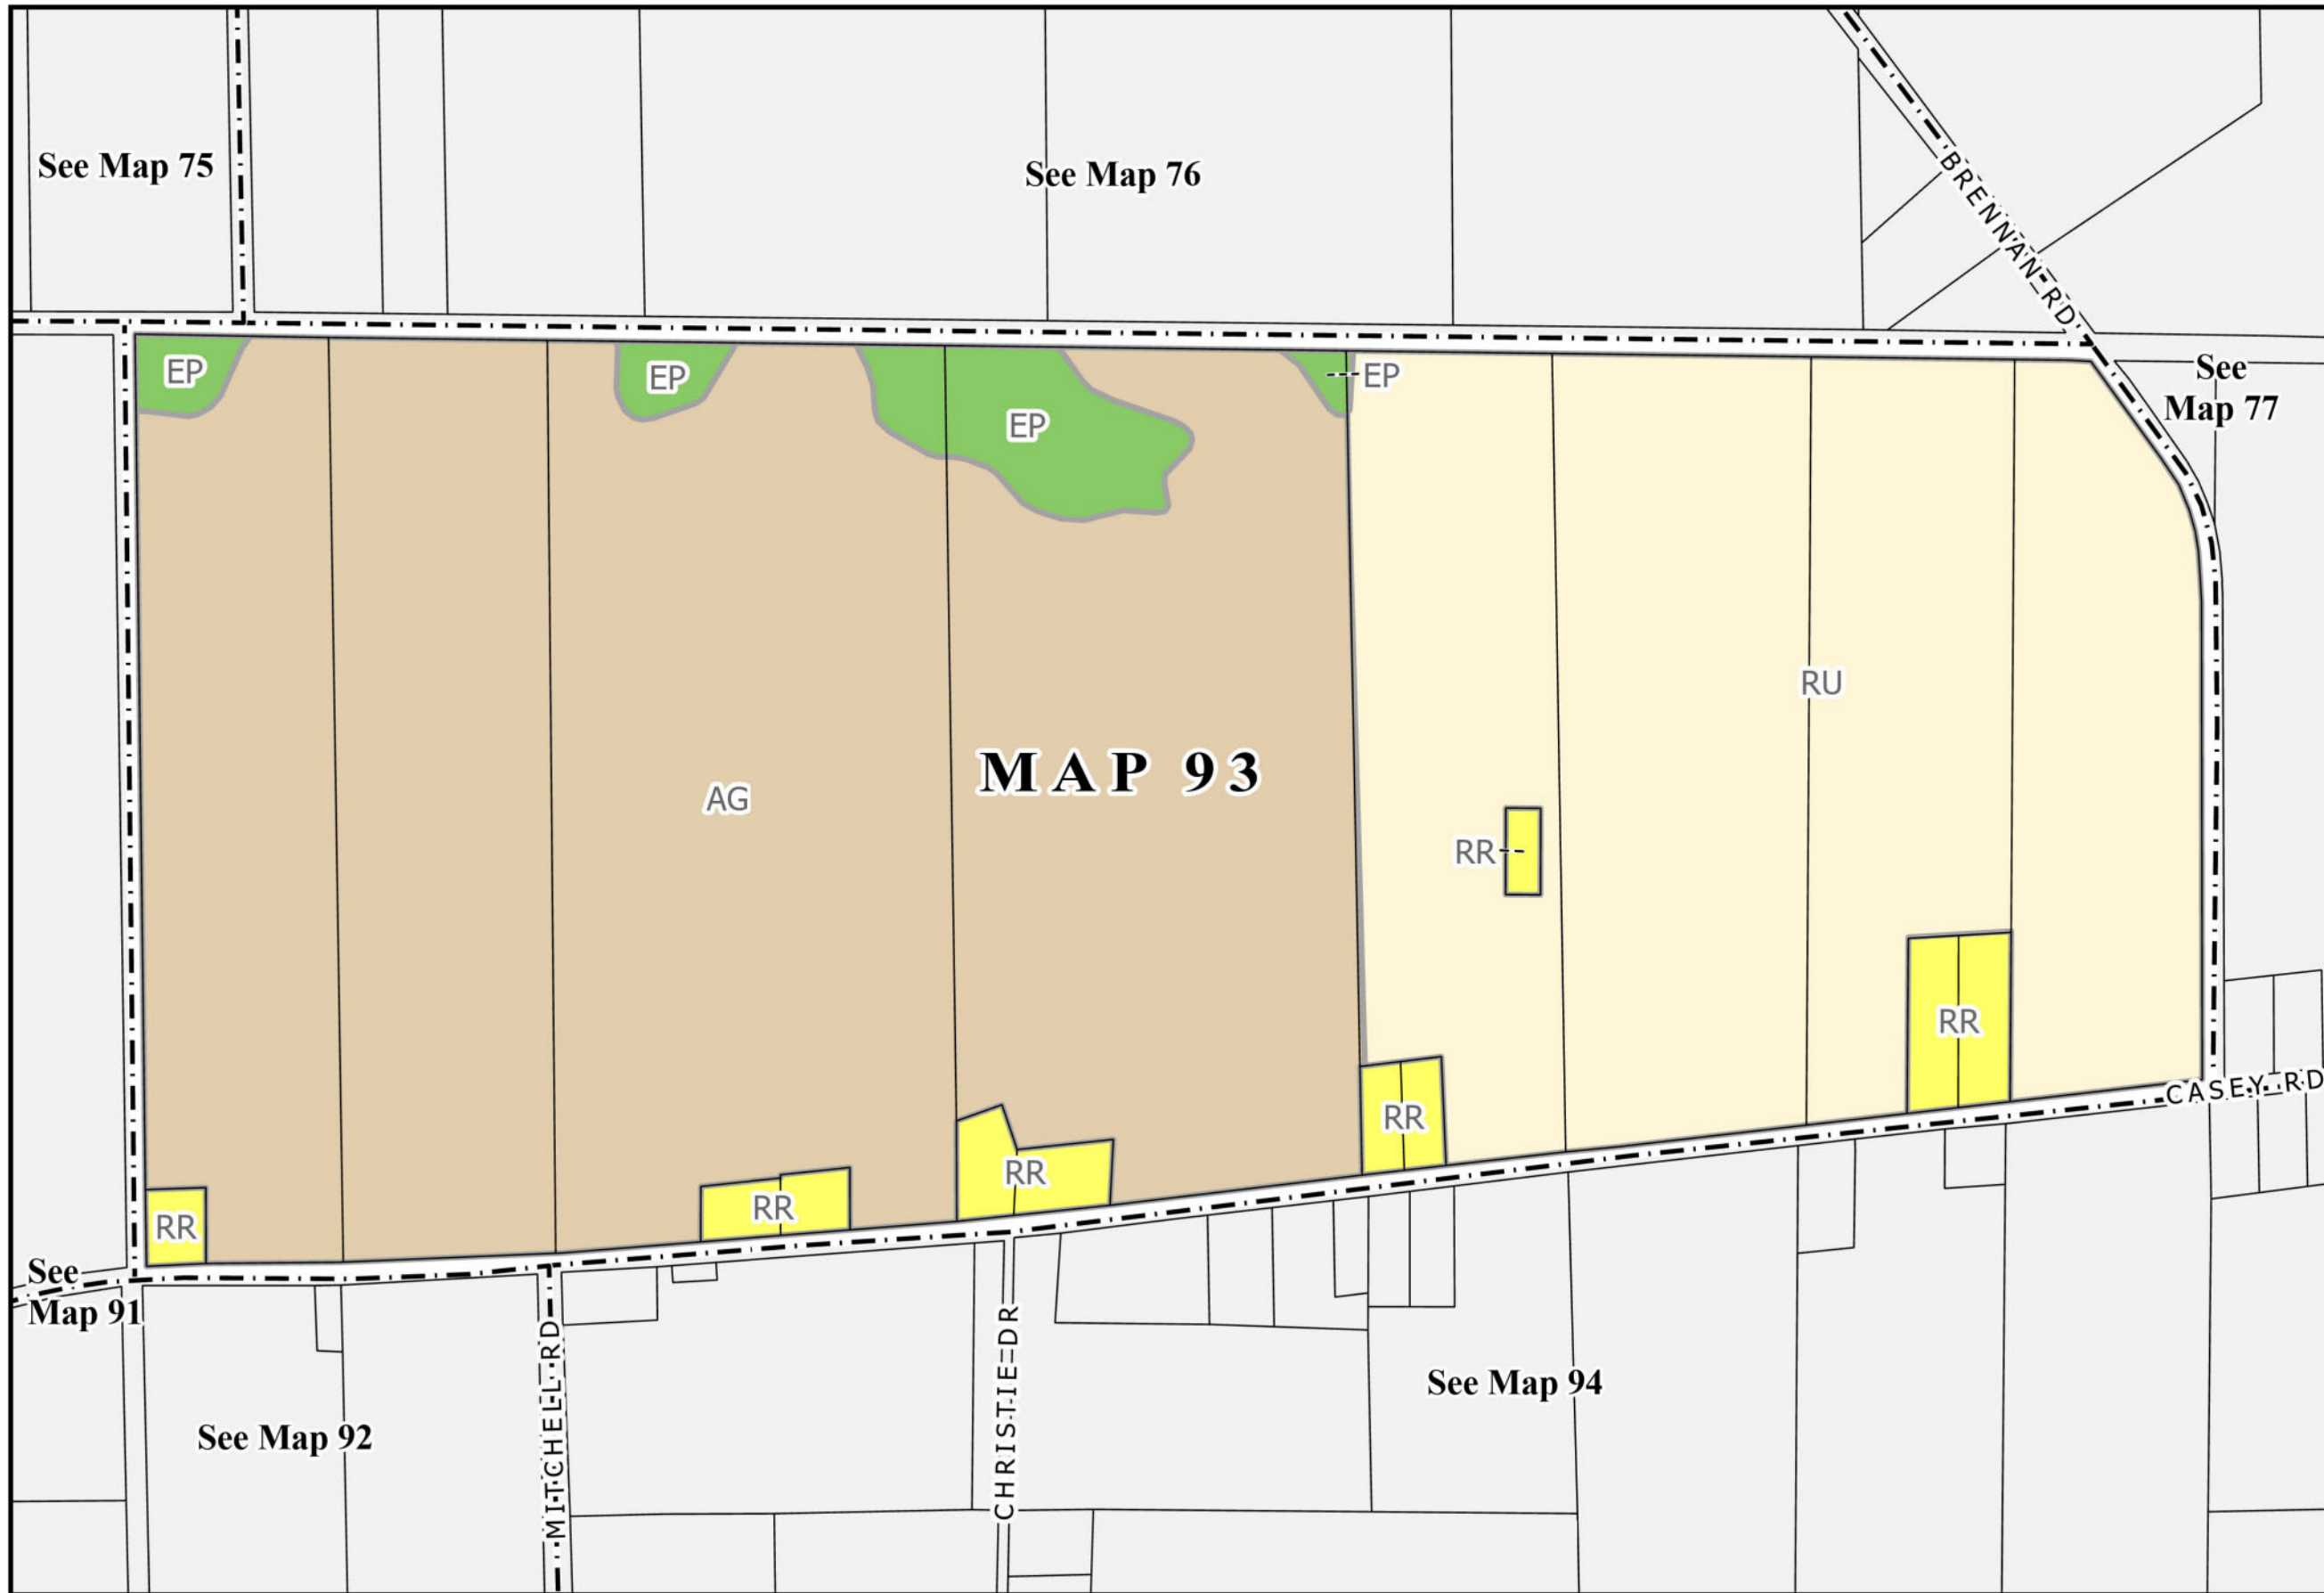 See Map 75
See Map 76
BRENNAN RD
See
Map 77
EP
EP
EP
EP
RU
MAP 93
AG
RR
RR
CASEY RD
RR
RR
RR
RR
See
Map 91
MITCHELL RD
CHRISTIE DR
See Map 94
See Map 92